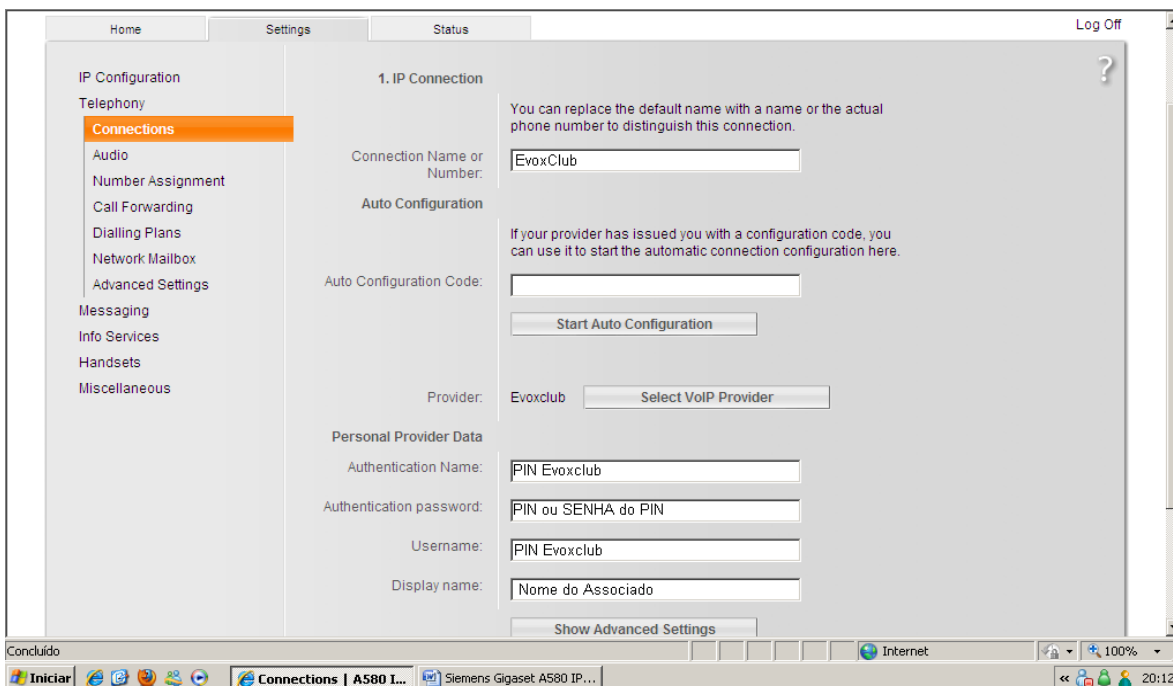 Home Settings Status Log Off
IP Configuration
Telephony
Connections
Audio
Number Assignment
Call Forwarding
Dialling Plans
Network Mailbox
Advanced Settings
Messaging
Info Services
Handsets
Miscellaneous
1. IP Connection
?
You can replace the default name with a name or the actual
phone number to distinguish this connection.
Connection Name or
Number:
EvoxClub
Auto Configuration
If your provider has issued you with a configuration code, you
can use it to start the automatic connection configuration here.
Auto Configuration Code:
Start Auto Configuration
Provider: Evoxclub Select VoIP Provider
Personal Provider Data
Authentication Name: PIN Evoxclub
Authentication password: PIN ou SENHA do PIN
Username: PIN Evoxclub
Display name: Nome do Associado
Show Advanced Settings
Concluído Internet 100%
Iniciar Connections | A580 I... Siemens Gigaset A580 IP... « 20:12